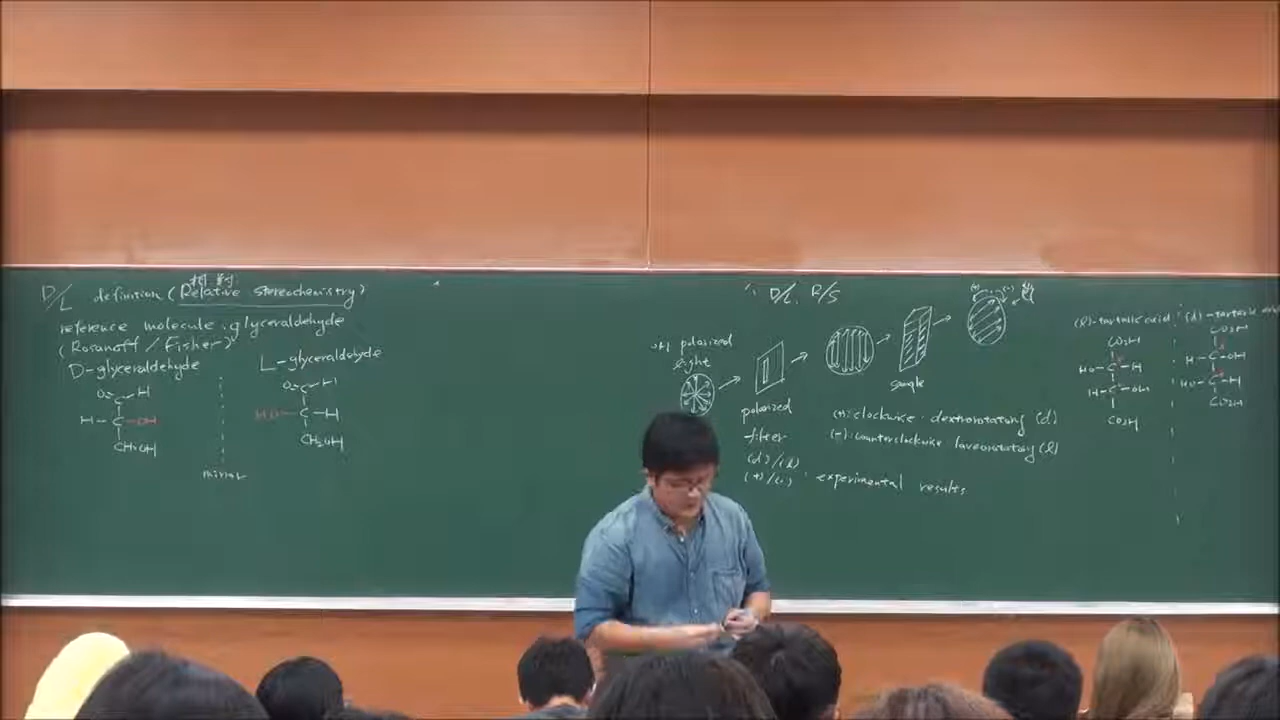 相對
D/L definition (Relative stereochemistry)
reference molecule : glyceraldehyde
(Rosanoff / Fisher)
D-glyceraldehyde
L-glyceraldehyde
O C H
H C OH
CH2OH
O C H
HO C H
CH2OH
mirror
D/L. R/S
polarized
light
polarized
filter
sample
(+) (-)
(+): clockwise. dextrorotatory (d)
(-): counterclockwise laevorotatory (l)
(d)/(l)
(+)/(-) : experimental results
(l)-tartaric acid
CO2H
HO C H
H C OH
CO2H
(d)-tartaric
CO2H
H C OH
HO C H
CO2H